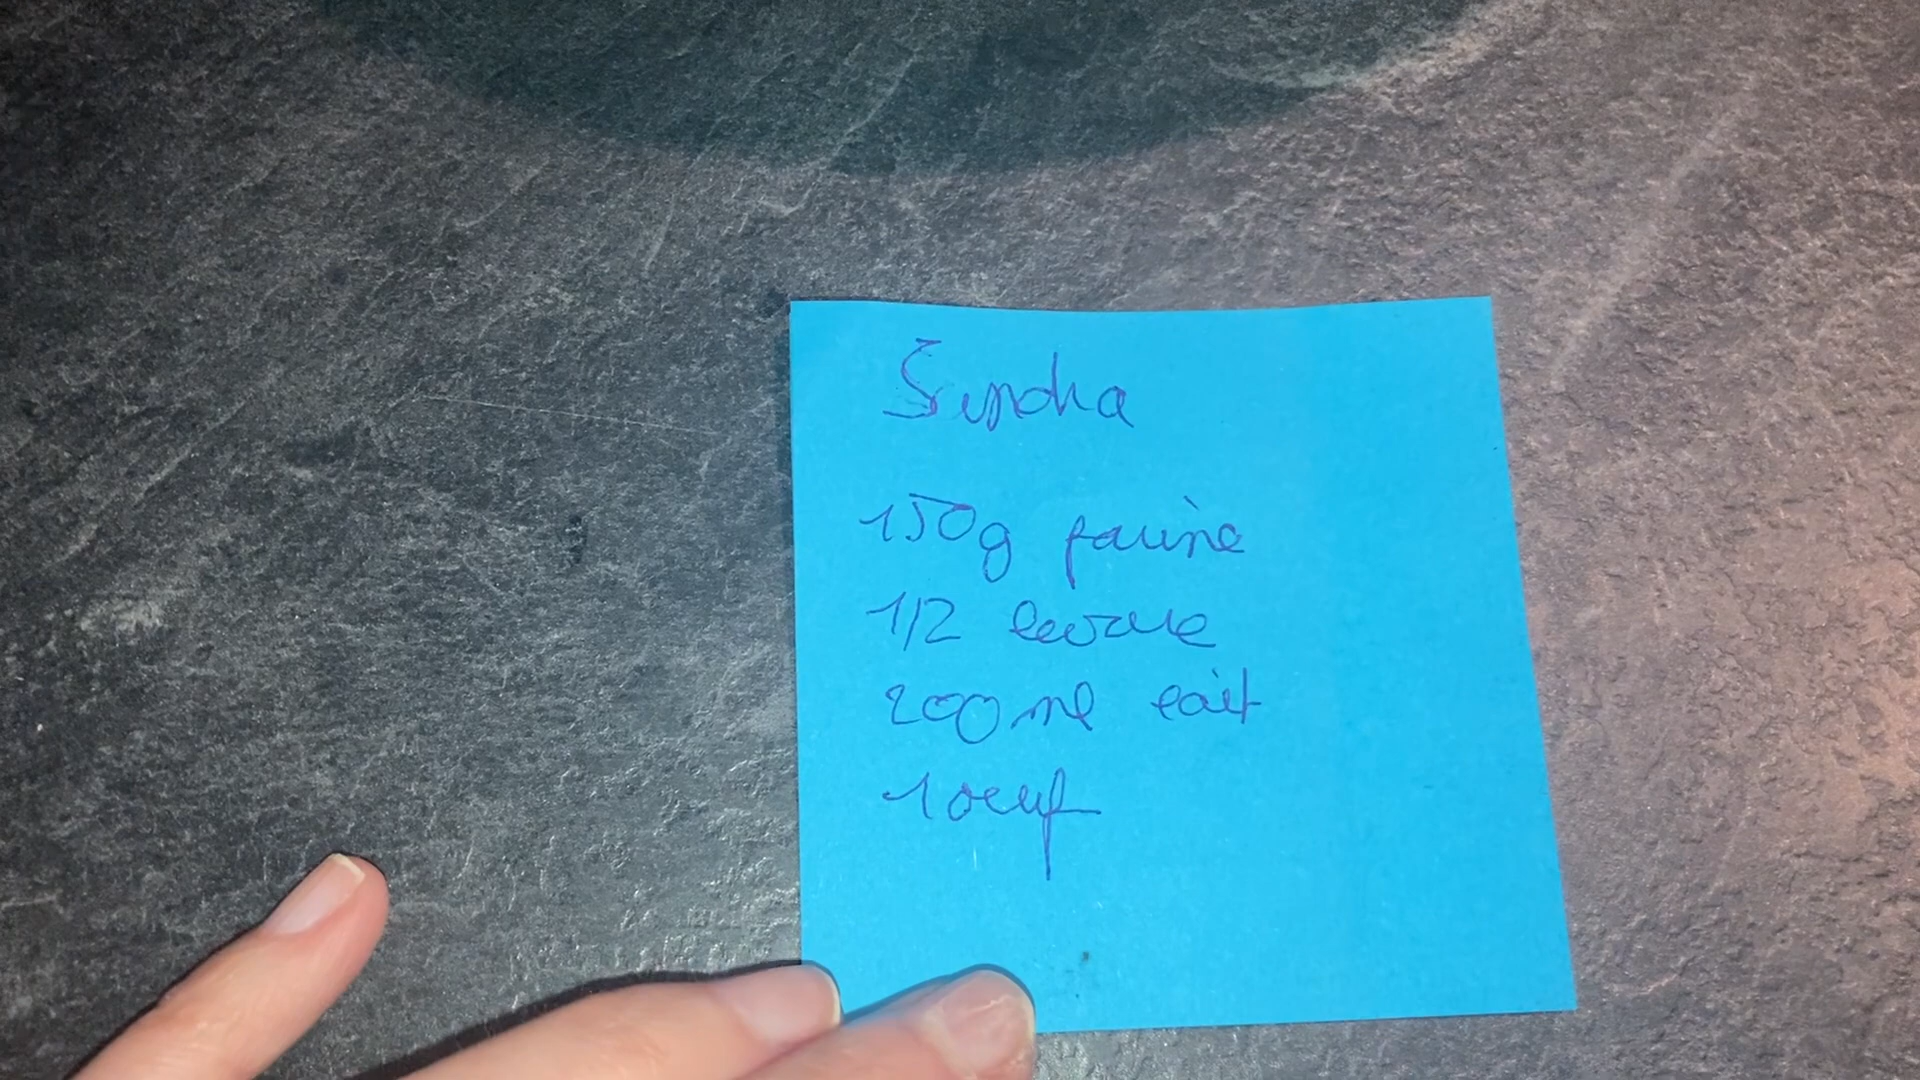 150g farine
1/2 levure
200 ml lait
1 oeuf